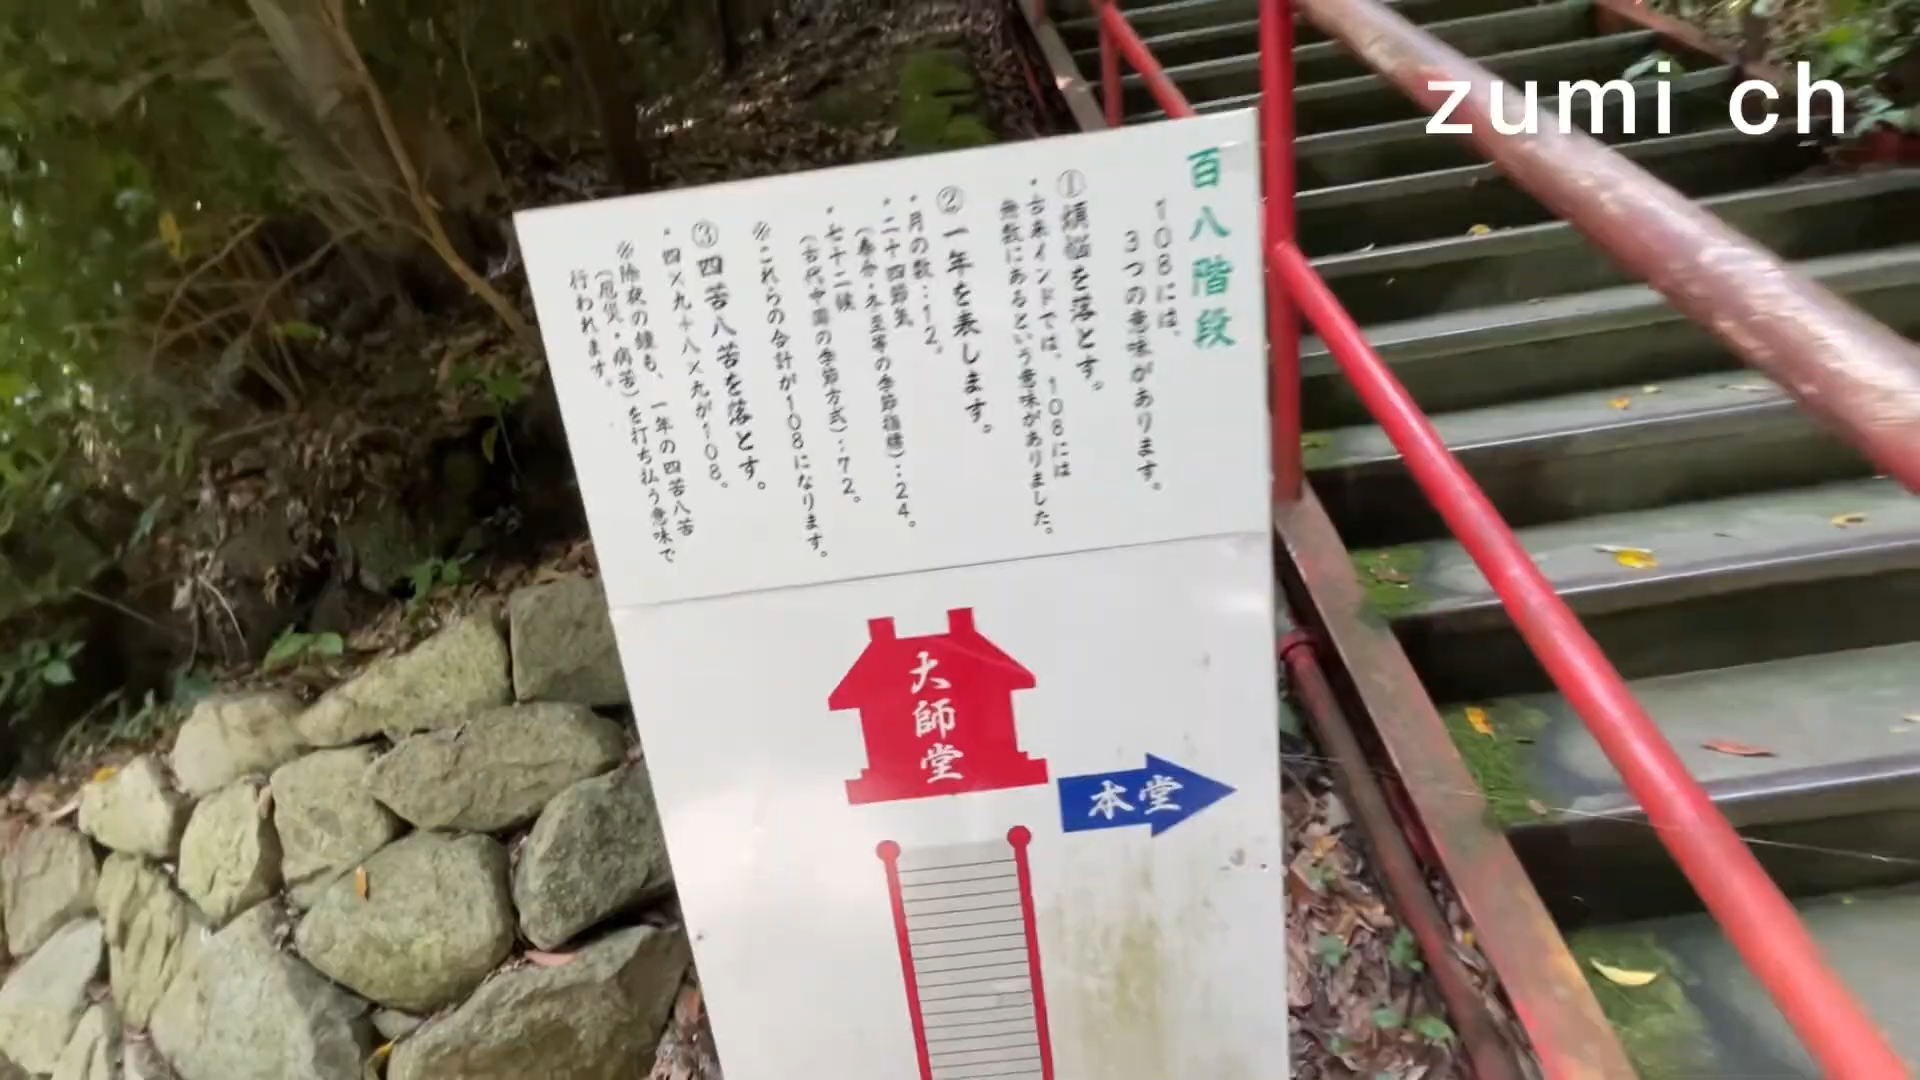 zumi ch
百八階段
108には、
3つの意味があります。
①煩悩を落とす。
・古来インドでは、108には
無数にあるという意味がありました。
②一年を表します。
・月の数…12。
・二十四節気
(春分・冬至等の季節指標)…24。
・七十二候
(古代中国の季節方式)…72。
※これらの合計が108になります。
③四苦八苦を落とす。
・四×九+八×九が108。
※除夜の鐘も、一年の四苦八苦
(厄災・病苦)を打ち払う意味で
行われます。
大師堂
本堂